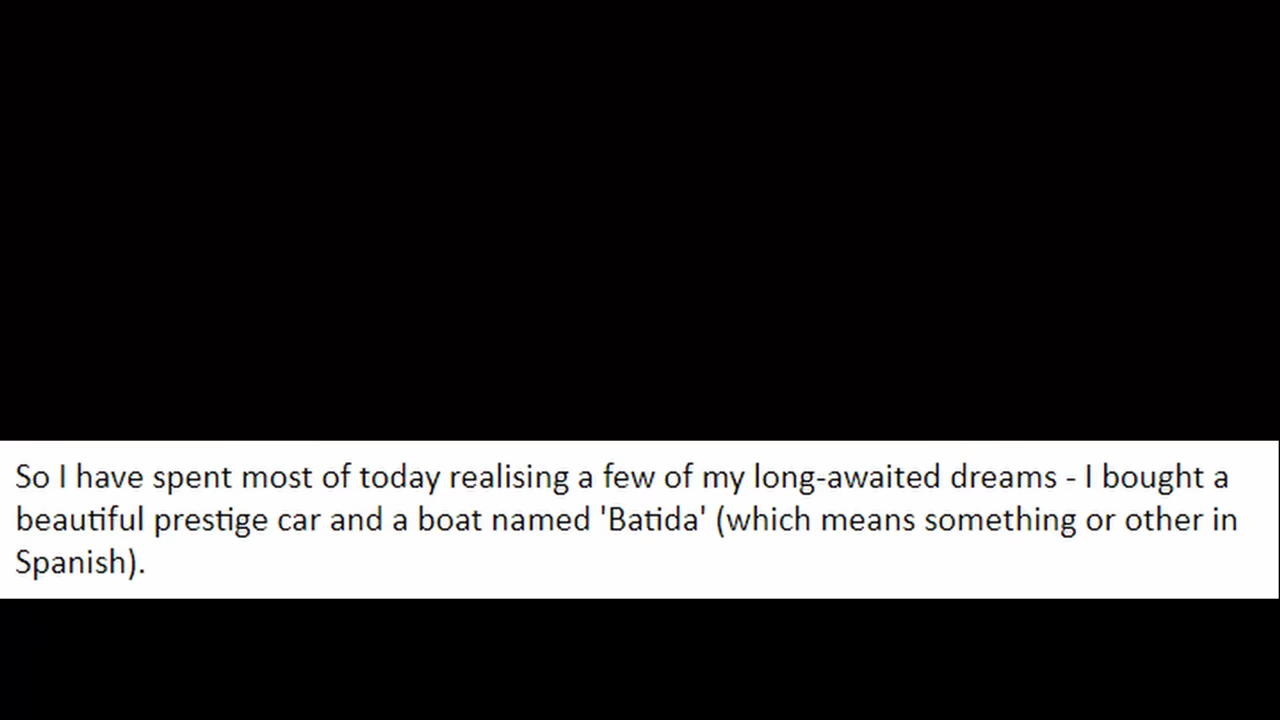 So I have spent most of today realising a few of my long-awaited dreams - I bought a
beautiful prestige car and a boat named 'Batida' (which means something or other in
Spanish).